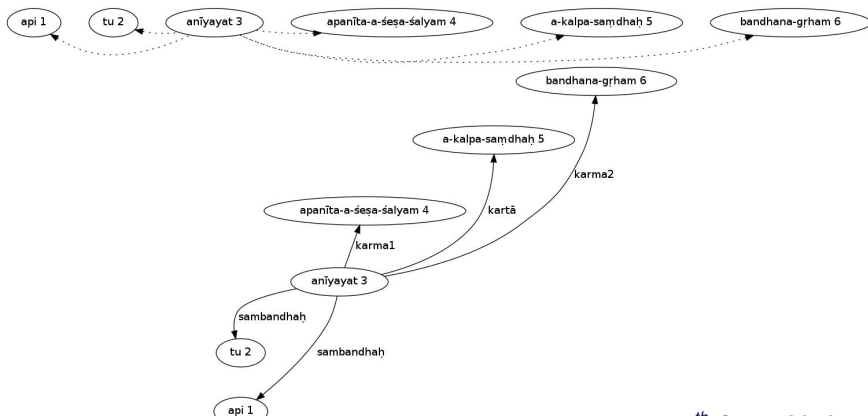 api 1 tu 2 anīyayat 3 apanīta-a-śeṣa-śalyam 4 a-kalpa-saṃdhaḥ 5 bandhana-gṛham 6
bandhana-gṛham 6
a-kalpa-saṃdhaḥ 5
karma2
apanīta-a-śeṣa-śalyam 4 kartā
karma1
anīyayat 3
sambandhaḥ
tu 2 sambandhaḥ
api 1
th